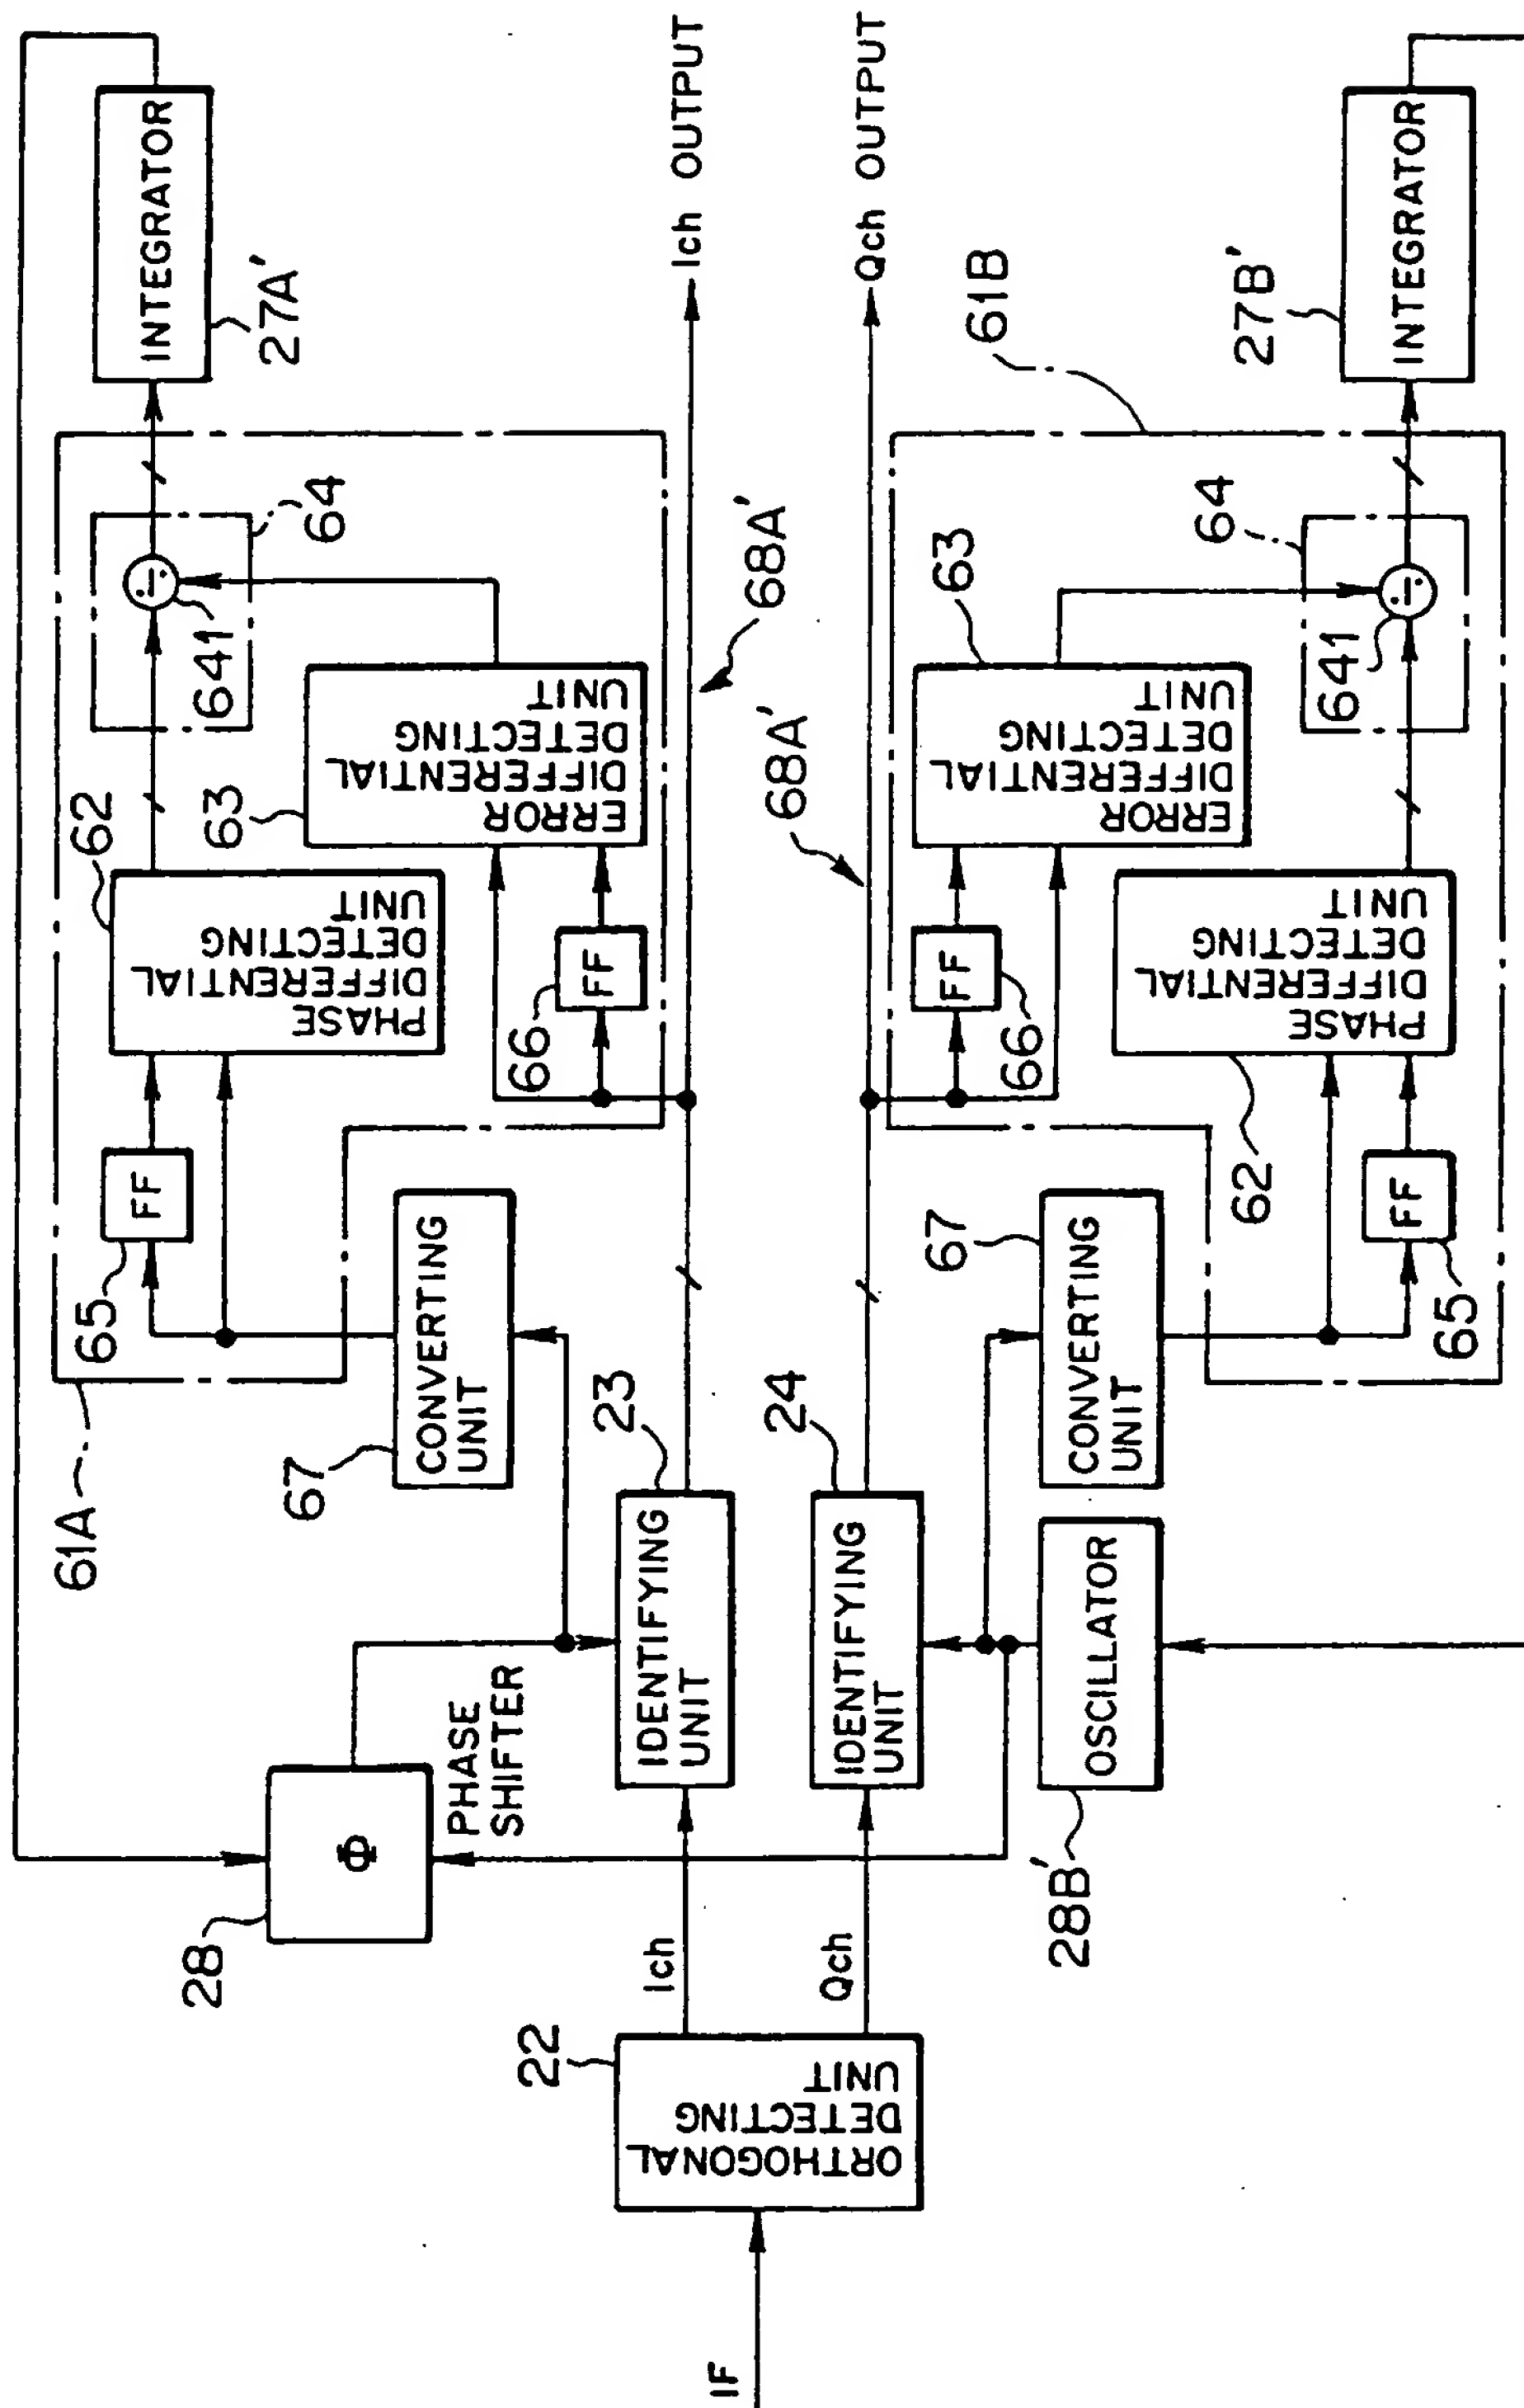 IF
22
ORTHOGONAL
DETECTING
UNIT
Ich
Qch
28
Φ
PHASE
SHIFTER
23
IDENTIFYING
UNIT
24
IDENTIFYING
UNIT
28B'
OSCILLATOR
67
CONVERTING
UNIT
67
CONVERTING
UNIT
61A
65
FF
62
PHASE
DIFFERENTIAL
DETECTING
UNIT
66
FF
63
ERROR
DIFFERENTIAL
DETECTING
UNIT
641
÷
64
27A'
INTEGRATOR
68A'
Ich OUTPUT
68A'
Qch OUTPUT
61B
66
FF
63
ERROR
DIFFERENTIAL
DETECTING
UNIT
65
FF
62
PHASE
DIFFERENTIAL
DETECTING
UNIT
641
÷
64
27B'
INTEGRATOR